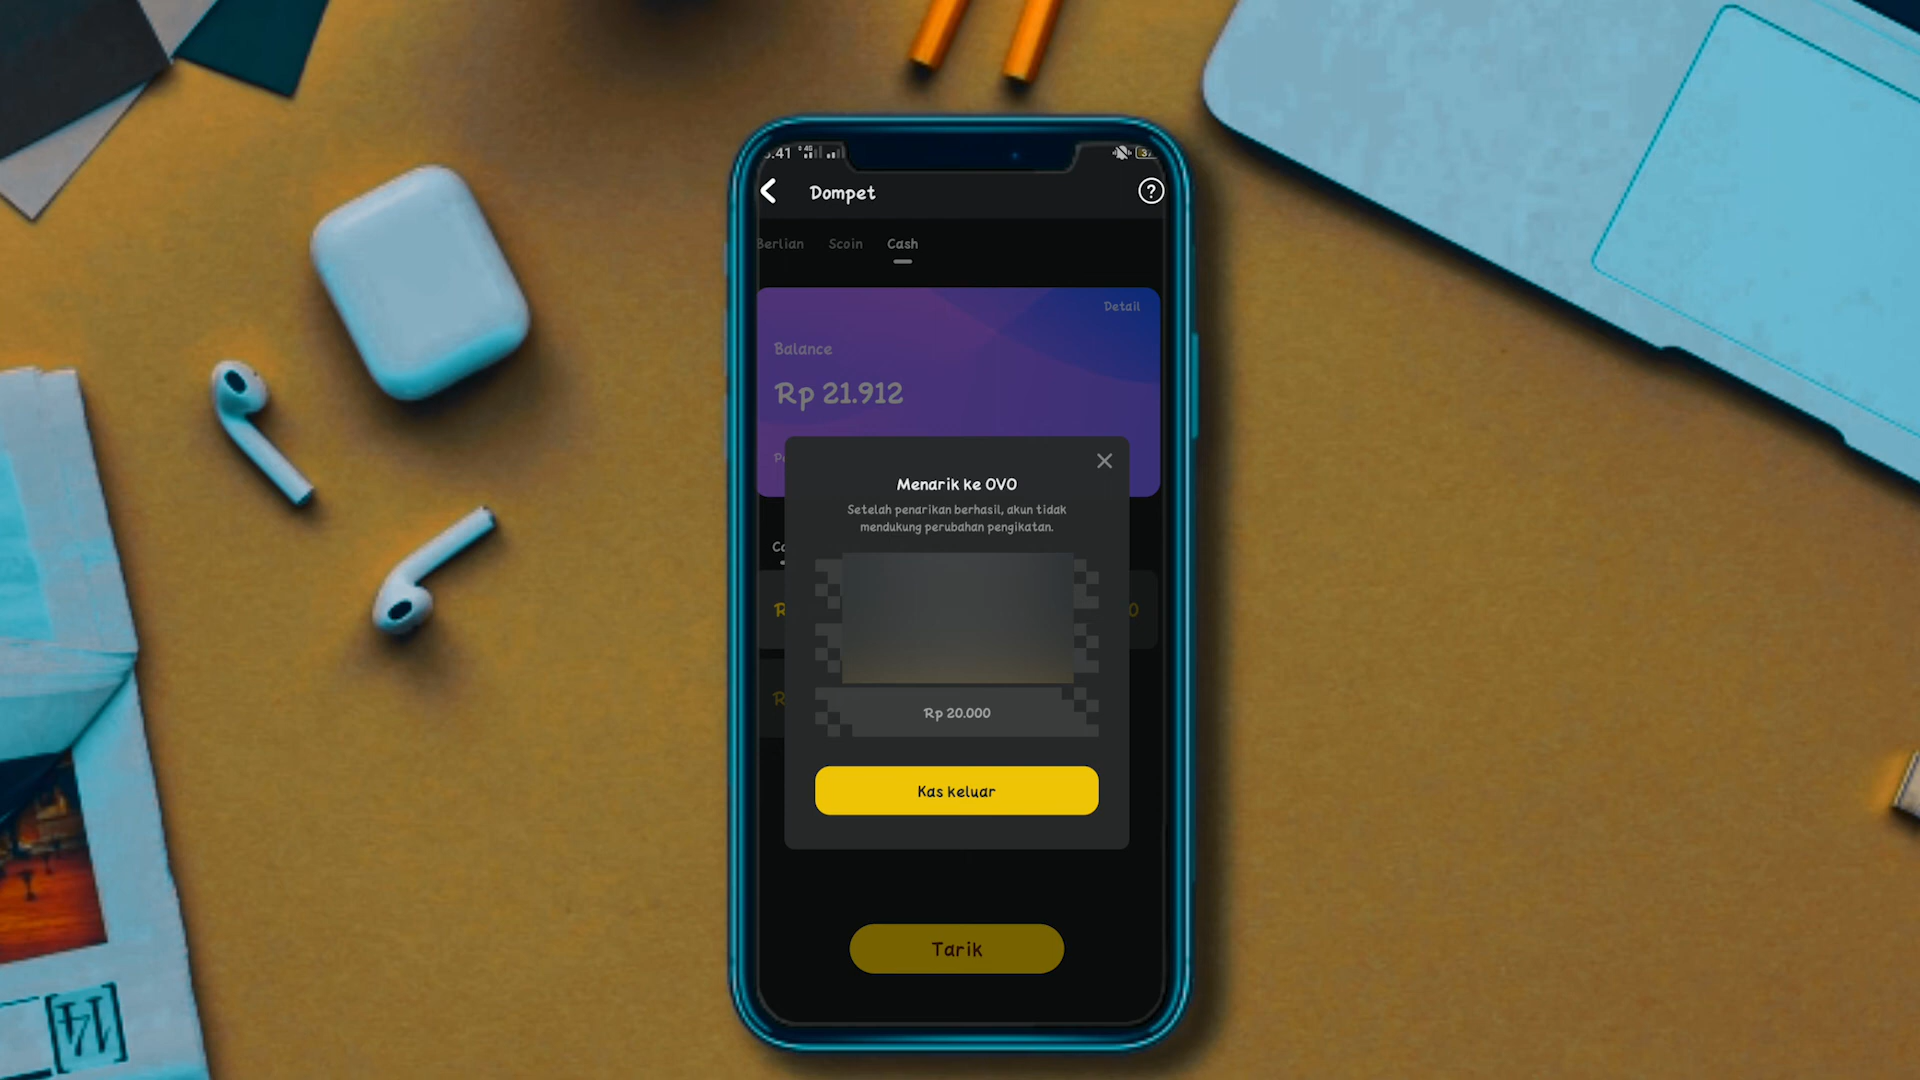 Dompet
?
Berlian Scoin Cash
Detail
Balance
Rp 21.912
Menarik ke OVO
Setelah penarikan berhasil, akun tidak
mendukung perubahan pengikatan.
Rp 20.000
Kas keluar
Tarik
14